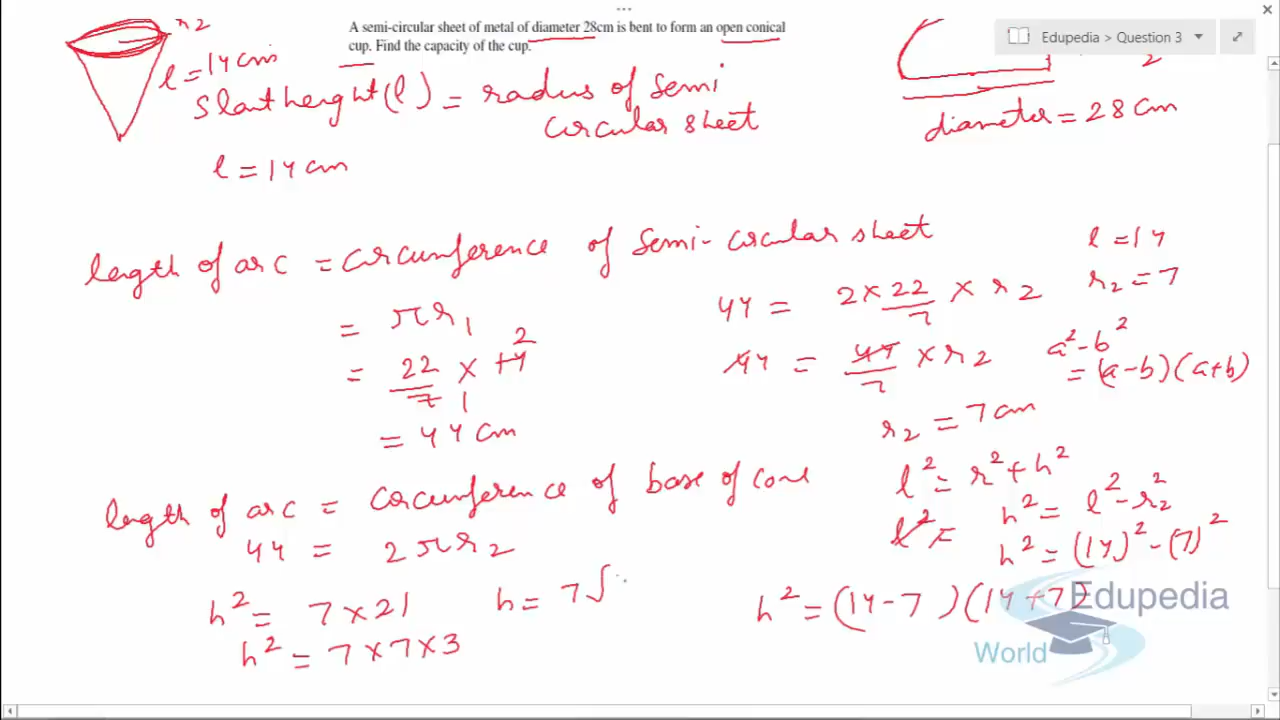 A semi-circular sheet of metal of diameter 28cm is bent to form an open conical
cup. Find the capacity of the cup.
Edupedia > Question 3
r2
l = 14 cm
2
Slant height (l) = radius of semi
circular sheet
diameter = 28 cm
l = 14 cm
length of arc = circumference of semi-circular sheet
= πr1
= 22/7 × 14 2
1
= 44 cm
length of arc = circumference of base of cone
44 = 2πr2
44 = 2 × 22/7 × r2
44 = 44/7 × r2
r2 = 7 cm
l = 14
r2 = 7
a² - b²
= (a-b)(a+b)
l² = r² + h²
l² =
h² = l² - r2²
h² = (14)² - (7)²
h² = (14-7)(14+7)
h² = 7 × 21
h² = 7 × 7 × 3
h = 7√
Edupedia
World